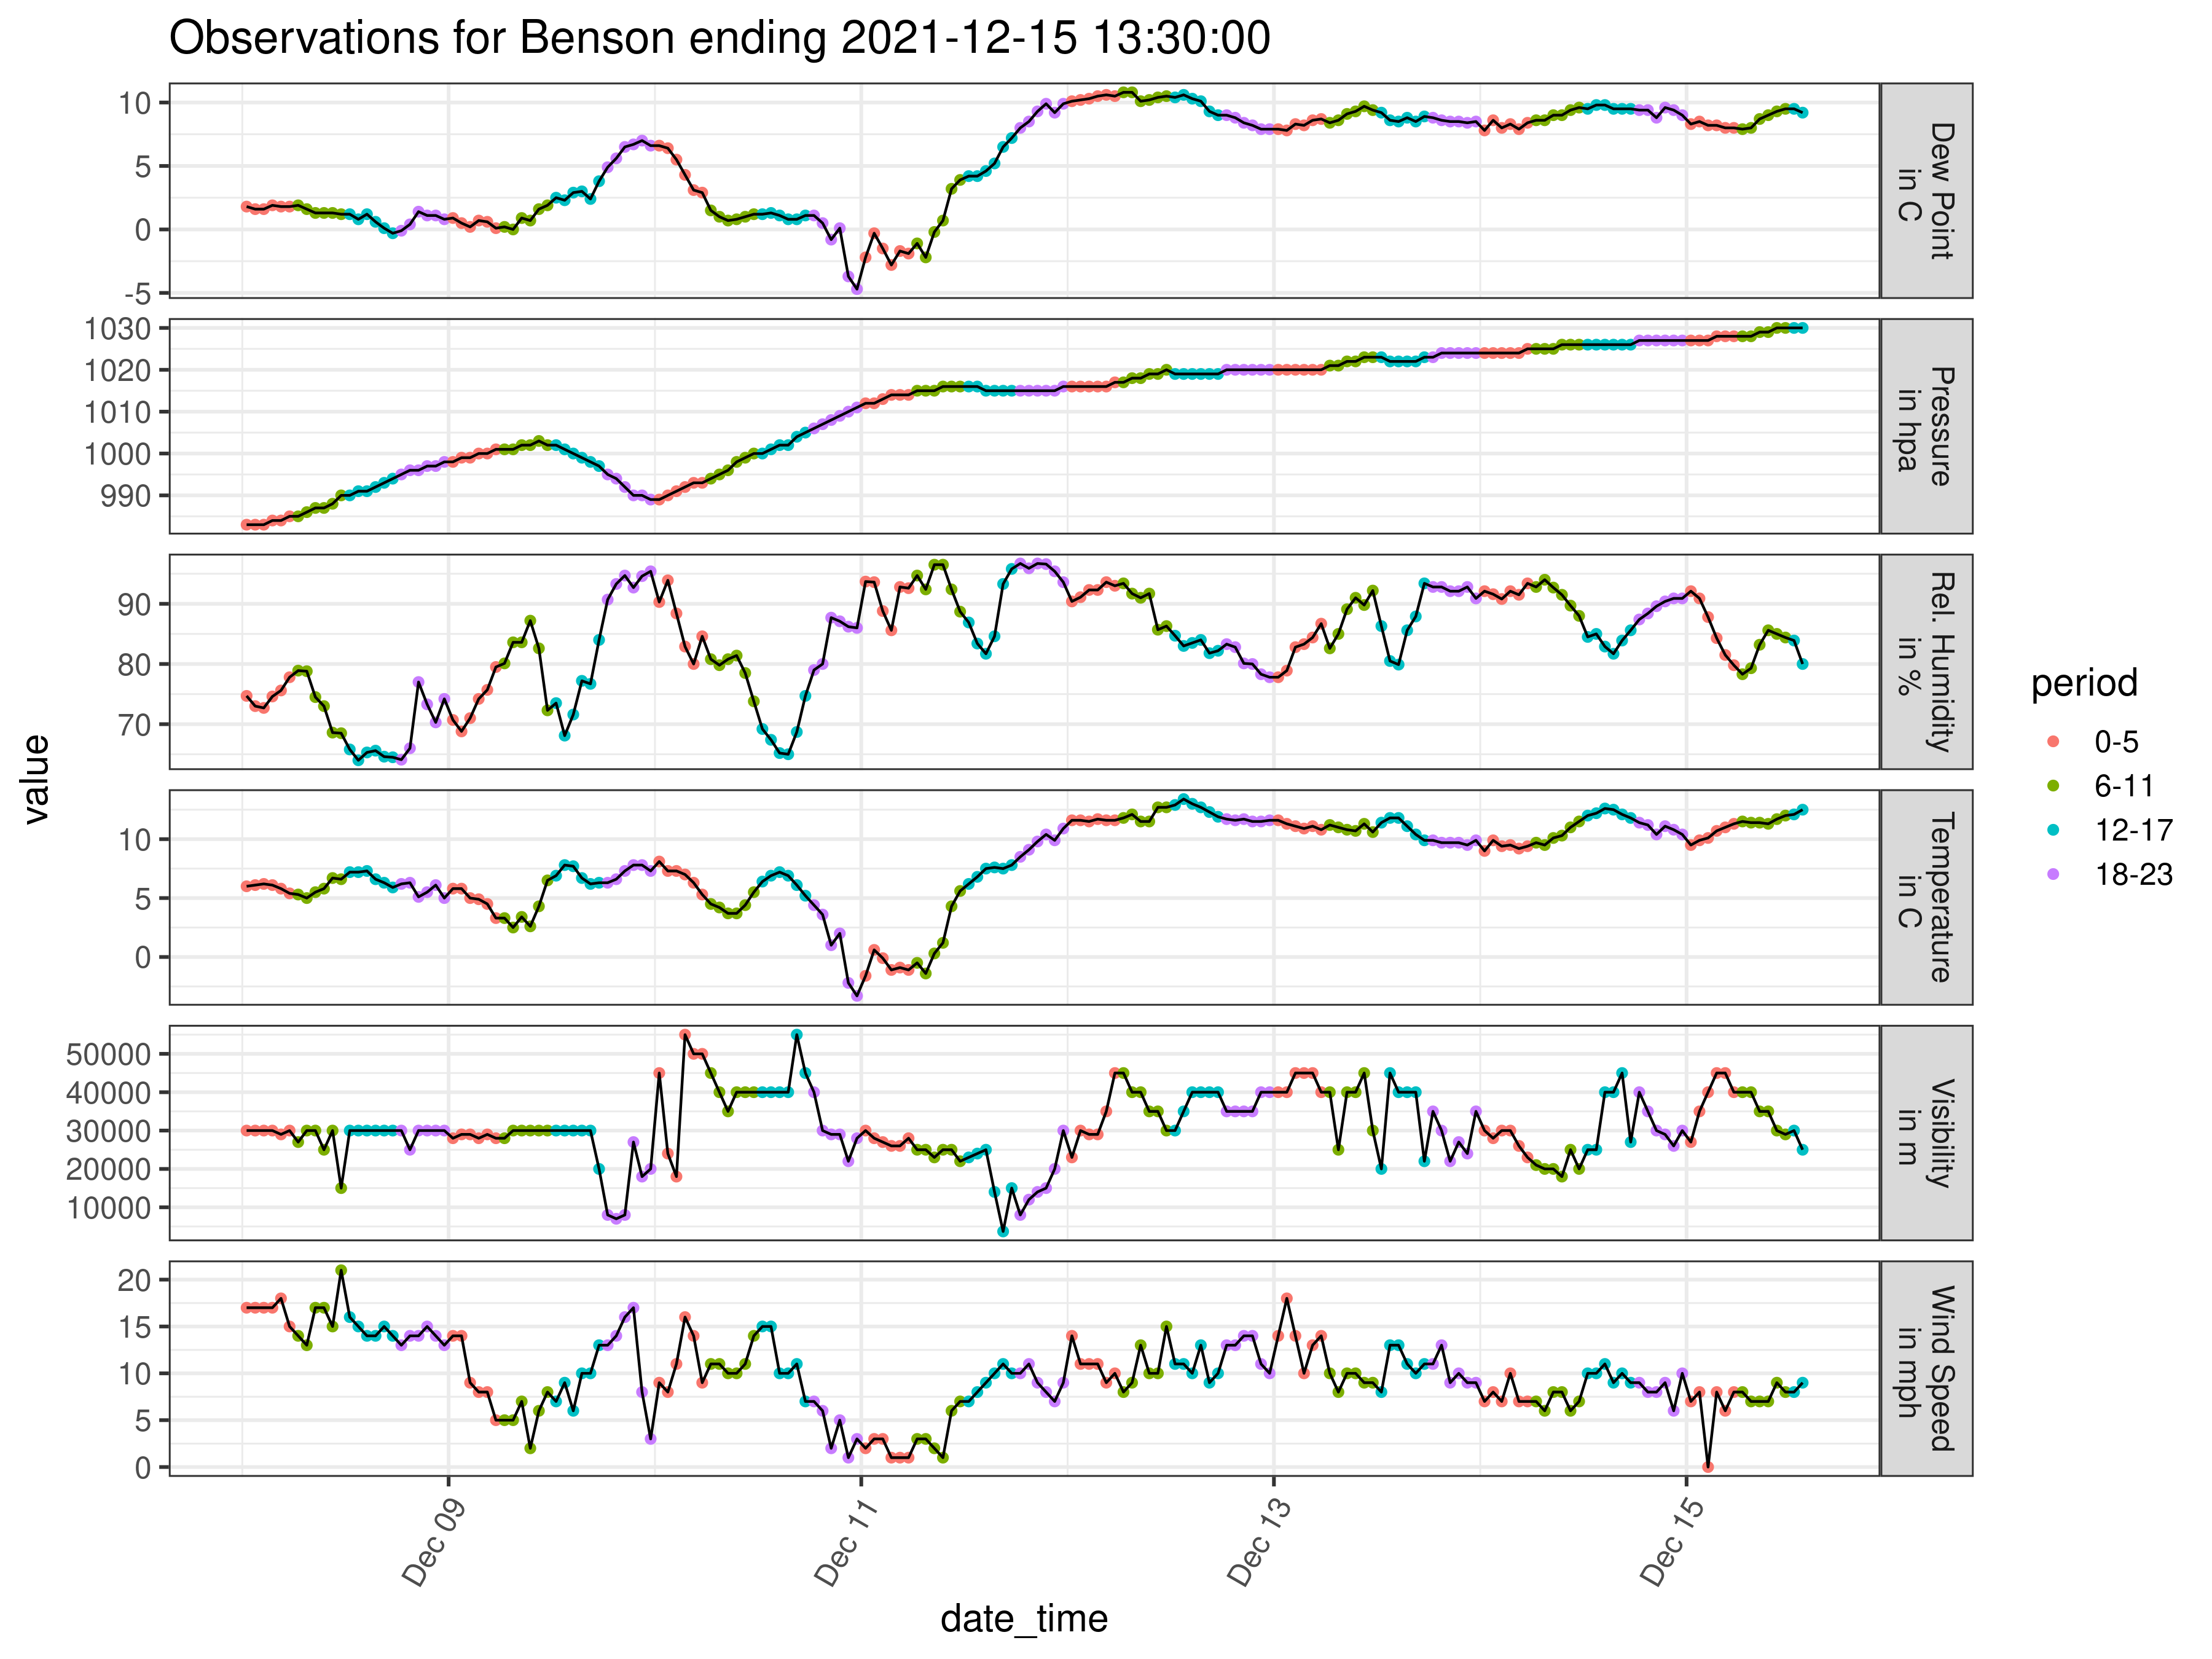 Observations for Benson ending 2021-12-15 13:30:00
10
5
0
-5
Dew Point
in C
1030
1020
1010
1000
990
Pressure
in hpa
90
80
70
Rel. Humidity
in %
10
5
0
Temperature
in C
50000
40000
30000
20000
10000
Visibility
in m
20
15
10
5
0
Wind Speed
in mph
value
Dec 09
Dec 11
Dec 13
Dec 15
date_time
period
0-5
6-11
12-17
18-23